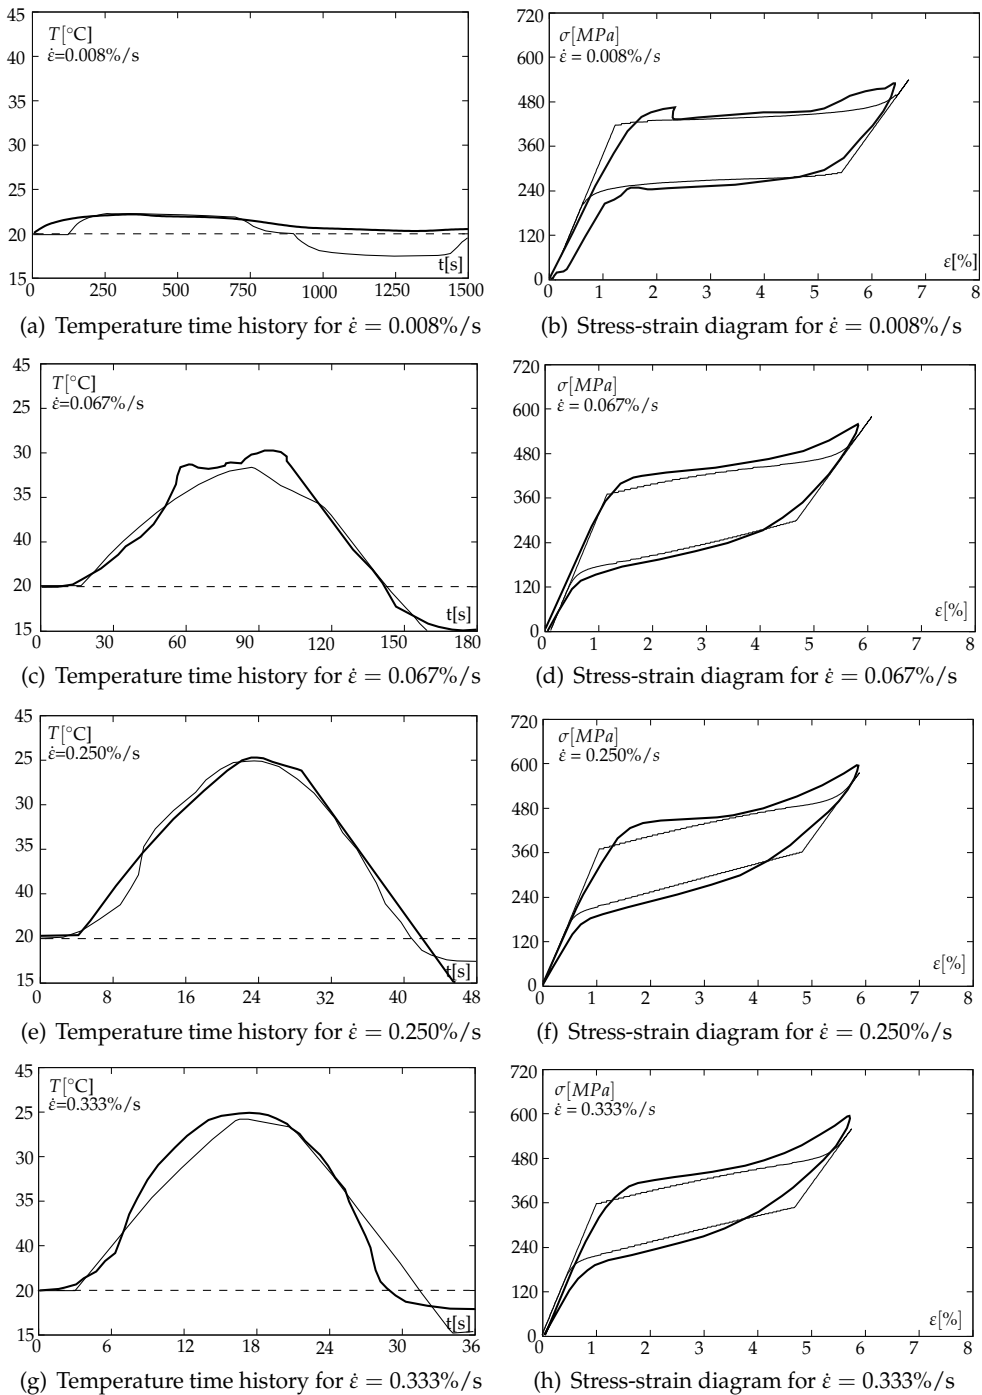 45
40
35
30
25
20
15
T[°C]
ε̇=0.008%/s
t[s]
0 250 500 750 1000 1250 1500
(a) Temperature time history for ε̇ = 0.008%/s
720
600
480
360
240
120
0
σ[MPa]
ε̇ = 0.008%/s
ε[%]
0 1 2 3 4 5 6 7 8
(b) Stress-strain diagram for ε̇ = 0.008%/s
45
25
30
35
40
20
15
T[°C]
ε̇=0.067%/s
t[s]
0 30 60 90 120 150 180
(c) Temperature time history for ε̇ = 0.067%/s
720
600
480
360
240
120
0
σ[MPa]
ε̇ = 0.067%/s
ε[%]
0 1 2 3 4 5 6 7 8
(d) Stress-strain diagram for ε̇ = 0.067%/s
45
25
30
35
40
20
15
T[°C]
ε̇=0.250%/s
t[s]
0 8 16 24 32 40 48
(e) Temperature time history for ε̇ = 0.250%/s
720
600
480
360
240
120
0
σ[MPa]
ε̇ = 0.250%/s
ε[%]
0 1 2 3 4 5 6 7 8
(f) Stress-strain diagram for ε̇ = 0.250%/s
45
25
30
35
40
20
15
T[°C]
ε̇=0.333%/s
t[s]
0 6 12 18 24 30 36
(g) Temperature time history for ε̇ = 0.333%/s
720
600
480
360
240
120
0
σ[MPa]
ε̇ = 0.333%/s
ε[%]
0 1 2 3 4 5 6 7 8
(h) Stress-strain diagram for ε̇ = 0.333%/s